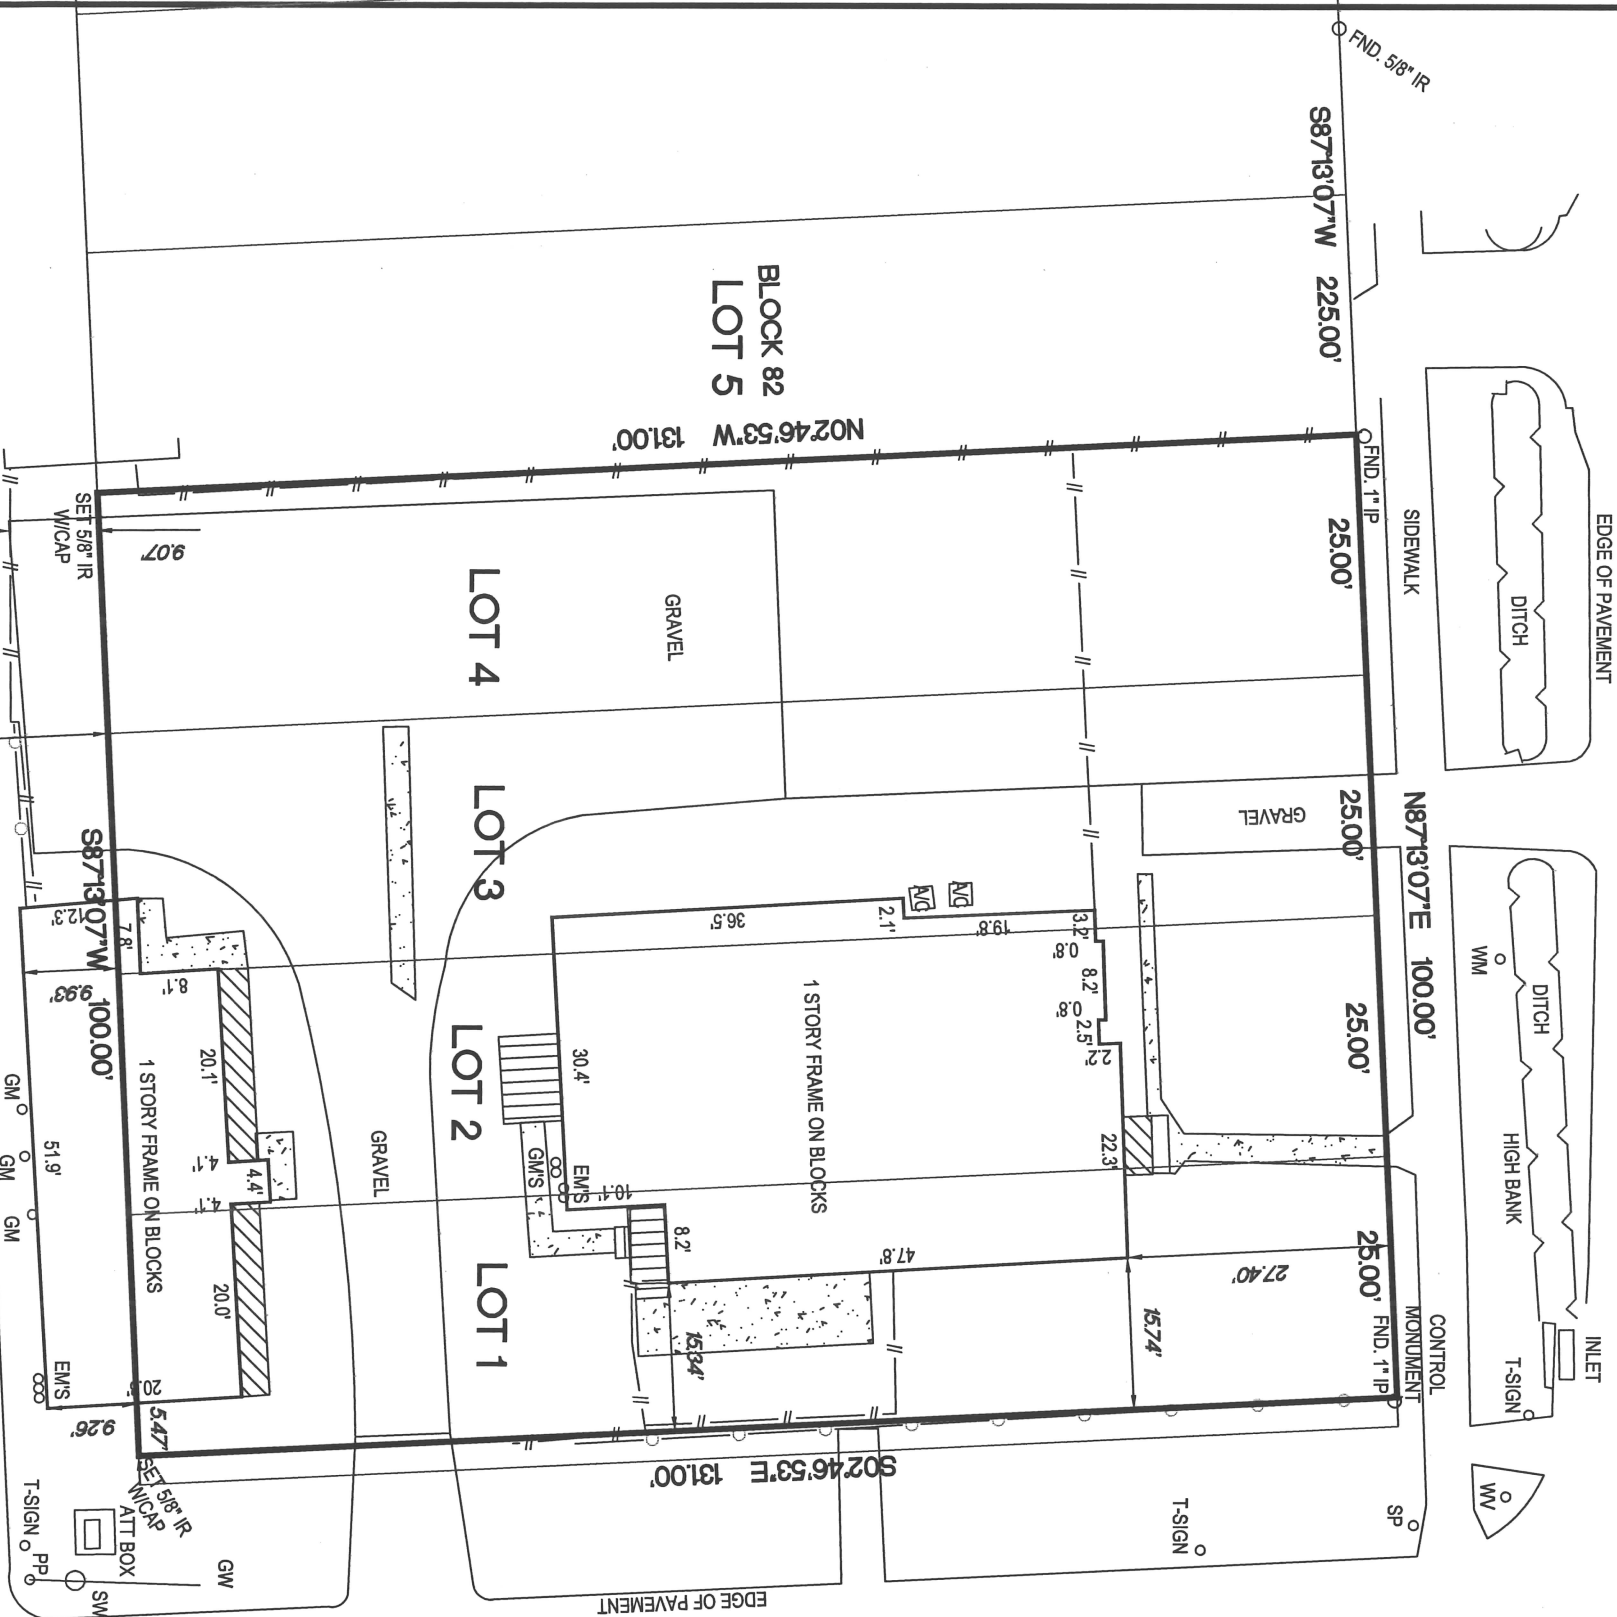 FND. 5/8" IR
S87°13'07"W 225.00'
BLOCK 82
LOT 5
N02°46'53"W 131.00'
FND. 1" IP
SIDEWALK
EDGE OF PAVEMENT
DITCH
25.00'
SET 5/8" IR
W/CAP
9.07'
LOT 4
GRAVEL
25.00'
GRAVEL
N87°13'07"E 100.00'
LOT 3
A/C
A/C
36.5'
2.1'
19.8'
3.2'
0.8'
8.2'
0.8'
2.5'
2.2'
WM
DITCH
HIGH BANK
25.00'
S87°13'07"W 100.00'
12.3'
7.8'
8.1'
9.93'
20.1'
1 STORY FRAME ON BLOCKS
4.1'
4.4'
4.1'
20.0'
51.9'
GM
GM
GM
GRAVEL
LOT 2
30.4'
1 STORY FRAME ON BLOCKS
22.3'
GM'S
EM'S
10.1'
8.2'
47.8'
27.40'
25.00'
LOT 1
15.34'
15.74'
FND. 1" IP
CONTROL
MONUMENT
INLET
T-SIGN
EM'S
9.26'
5.47'
SET 5/8" IR
W/CAP
S02°46'53"E 131.00'
T-SIGN
SP
WV
T-SIGN
PP
ATT BOX
SW
GW
EDGE OF PAVEMENT